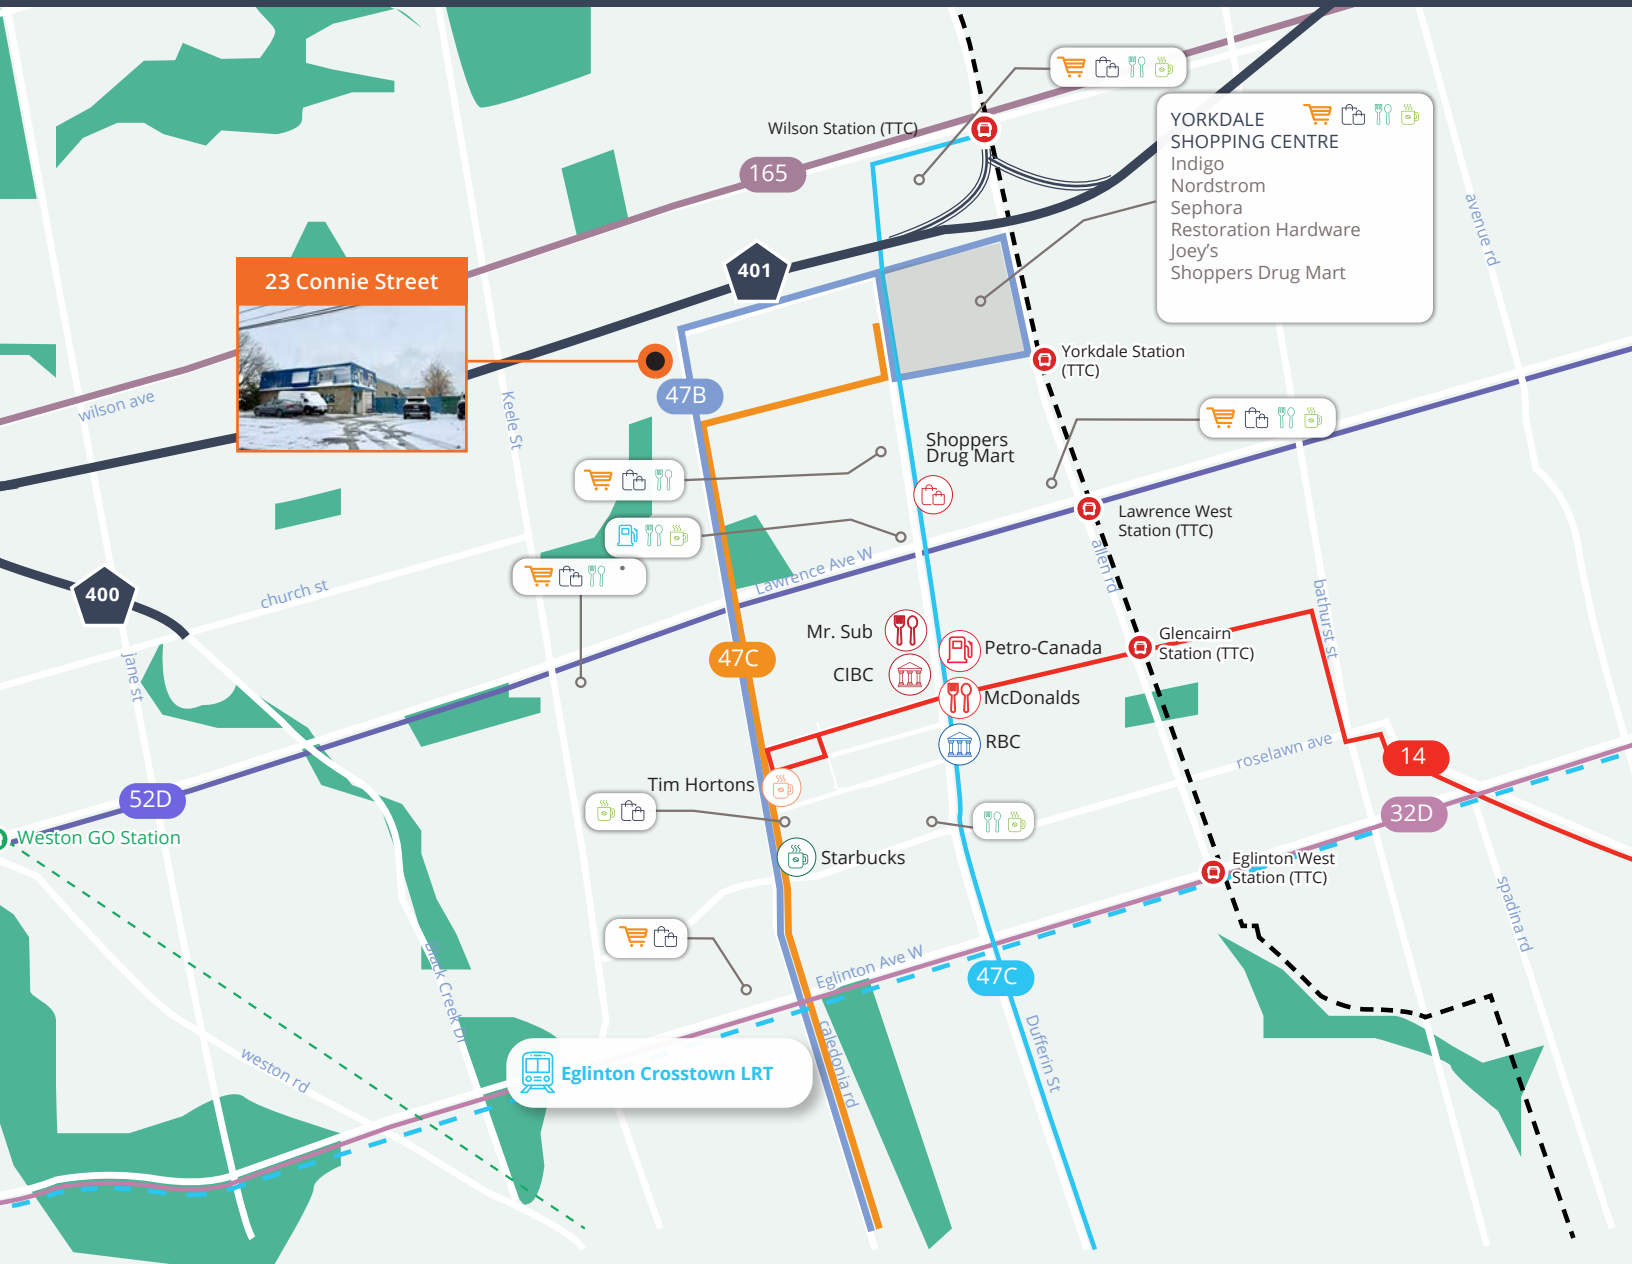 Wilson Station (TTC)
165
YORKDALE
SHOPPING CENTRE
Indigo
Nordstrom
Sephora
Restoration Hardware
Joey’s
Shoppers Drug Mart
avenue rd
401
23 Connie Street
Yorkdale Station
(TTC)
47B
wilson ave
Keele St
Shoppers
Drug Mart
Lawrence West
Station (TTC)
allen rd
Lawrence Ave W
400
church st
bathurst st
Mr. Sub
Petro-Canada
Glencairn
Station (TTC)
CIBC
47C
McDonalds
jane st
RBC
roselawn ave
14
Tim Hortons
52D
32D
Weston GO Station
Starbucks
Eglinton West
Station (TTC)
spadina rd
Black Creek Dr
Eglinton Ave W
47C
caledonia rd
Dufferin St
weston rd
Eglinton Crosstown LRT